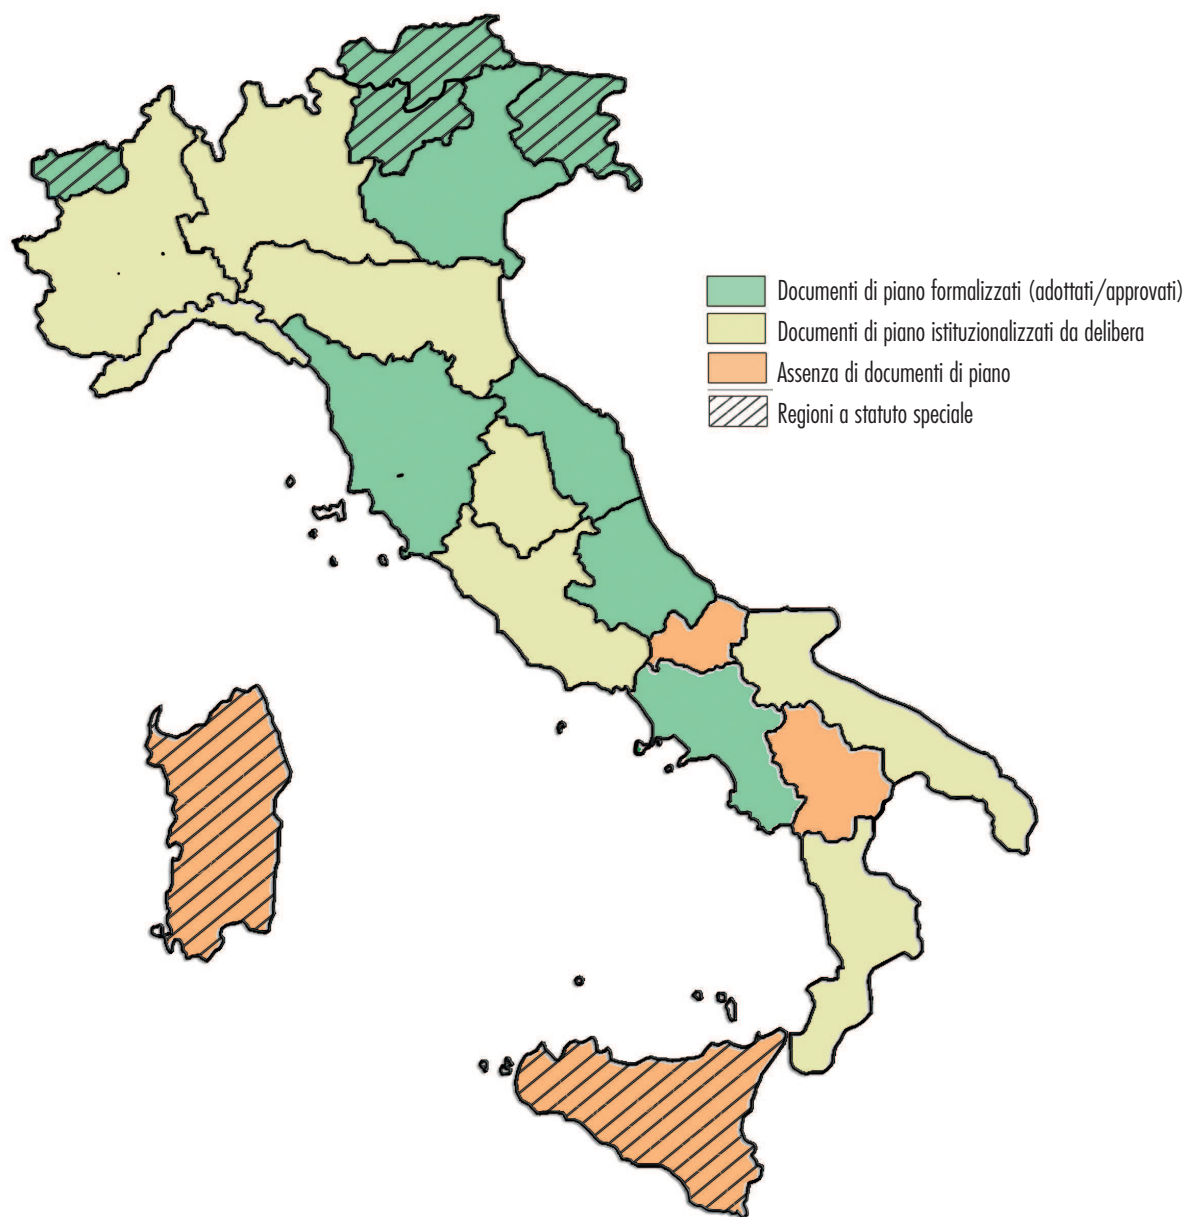 Documenti di piano formalizzati (adottati/approvati)
Documenti di piano istituzionalizzati da delibera
Assenza di documenti di piano
Regioni a statuto speciale